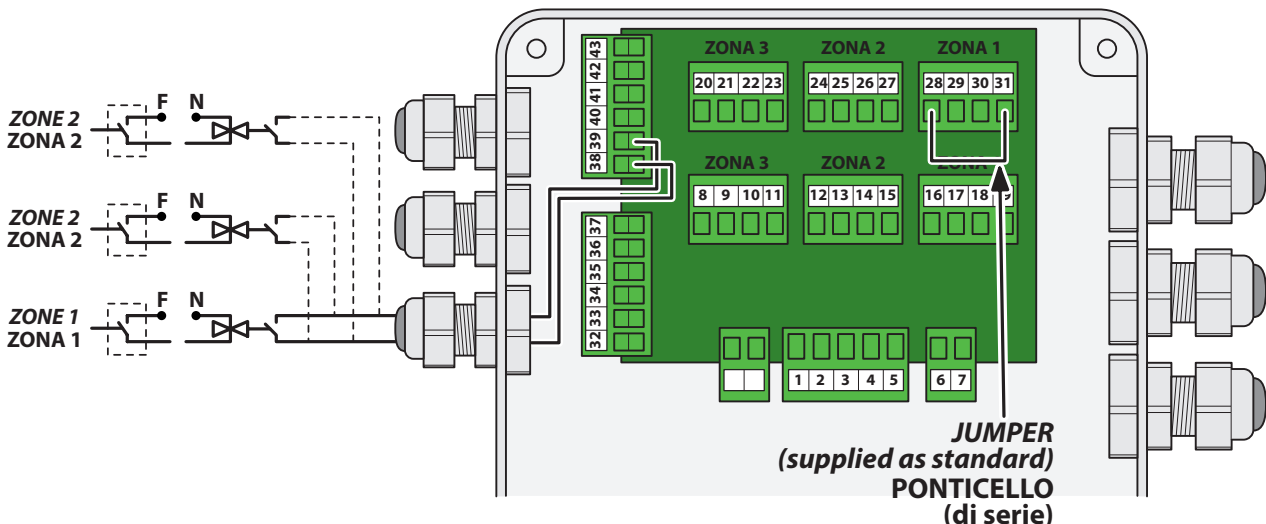 ZONE 2
ZONA 2
F N
ZONE 2
ZONA 2
F N
ZONE 1
ZONA 1
F N
43
42
41
40
39
38
37
36
35
34
33
32
ZONA 3
20 21 22 23
ZONA 2
24 25 26 27
ZONA 1
28 29 30 31
ZONA 3
8 9 10 11
ZONA 2
12 13 14 15
ZONA
16 17 18
1 2 3 4 5
6 7
JUMPER
(supplied as standard)
PONTICELLO
(di serie)